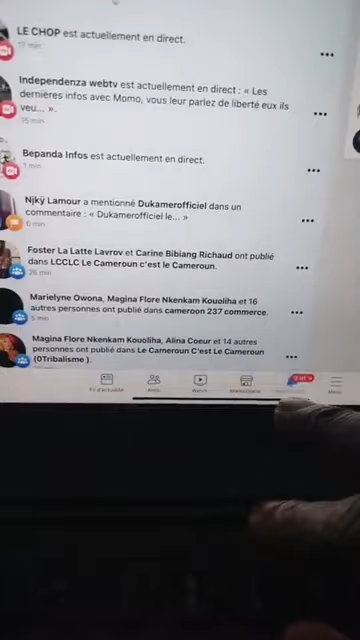 LE CHOP est actuellement en direct.
17 min
Independenza webtv est actuellement en direct : « Les
dernières infos avec Momo, vous leur parlez de liberté eux ils
veu... ».
15 min
Bepanda Infos est actuellement en direct.
1 min
Njkÿ Lamour a mentionné Dukamerofficiel dans un
commentaire : « Dukamerofficiel le... »
6 min
Foster La Latte Lavrov et Carine Bibiang Richaud ont publié
dans LCCLC Le Cameroun c'est le Cameroun.
26 min
Marielyne Owona, Magina Flore Nkenkam Kouoliha et 16
autres personnes ont publié dans cameroon 237 commerce.
5 min
Magina Flore Nkenkam Kouoliha, Alina Coeur et 14 autres
personnes ont publié dans Le Cameroun C'est Le Cameroun
(0Tribalisme ).
Fil d'actualité
Menu